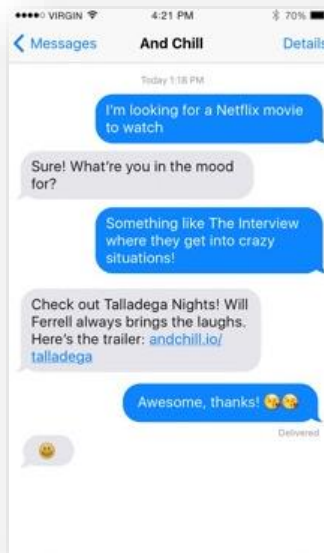 VIRGIN 4:21 PM 70%
Messages And Chill Details
Today 1:18 PM
I'm looking for a Netflix movie
to watch
Sure! What're you in the mood
for?
Something like The Interview
where they get into crazy
situations!
Check out Talladega Nights! Will
Ferrell always brings the laughs.
Here's the trailer: andchill.io/
talladega
Awesome, thanks! 😘😘
Delivered
😃